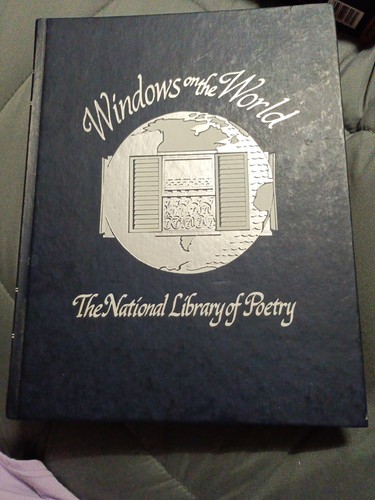 Windows on the World
The National Library of Poetry